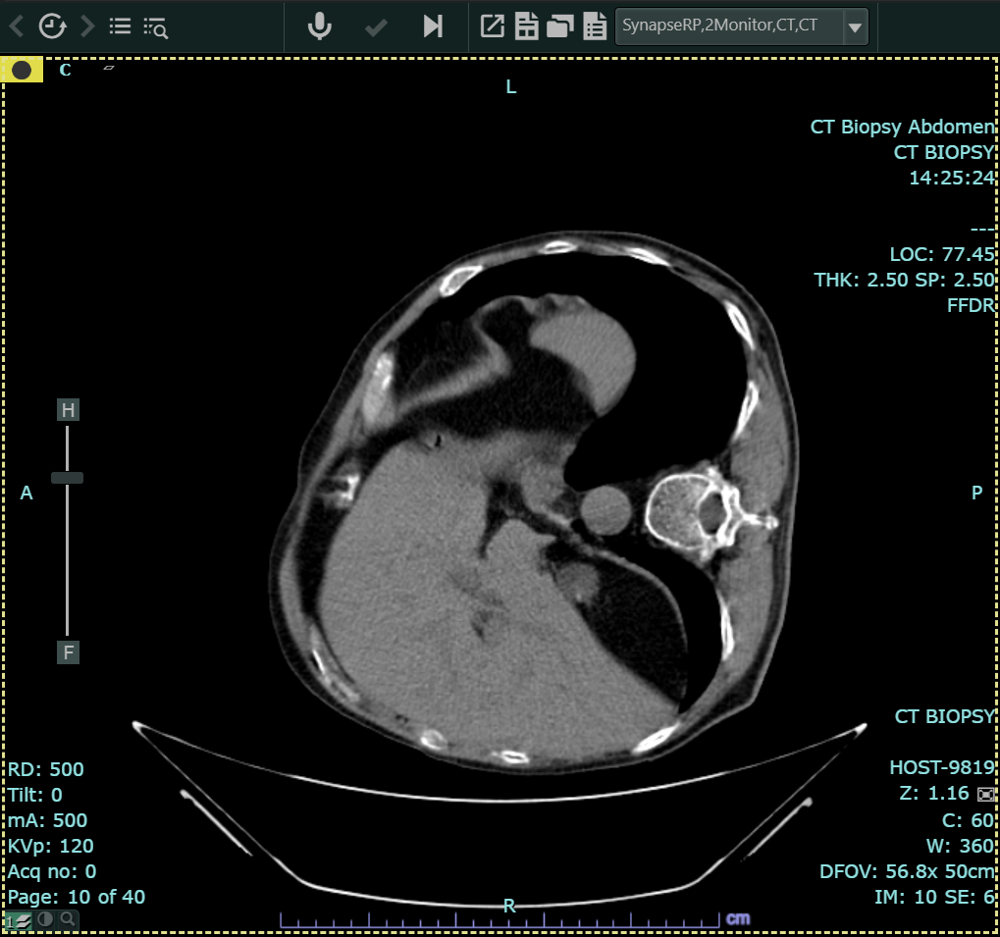 SynapseRP,2Monitor,CT,CT
C
L
CT Biopsy Abdomen
CT BIOPSY
14:25:24
---
LOC: 77.45
THK: 2.50 SP: 2.50
FFDR
H
A
P
F
CT BIOPSY
RD: 500
Tilt: 0
mA: 500
KVp: 120
Acq no: 0
Page: 10 of 40
HOST-9819
Z: 1.16
C: 60
W: 360
DFOV: 56.8x 50cm
IM: 10 SE: 6
R
1
cm